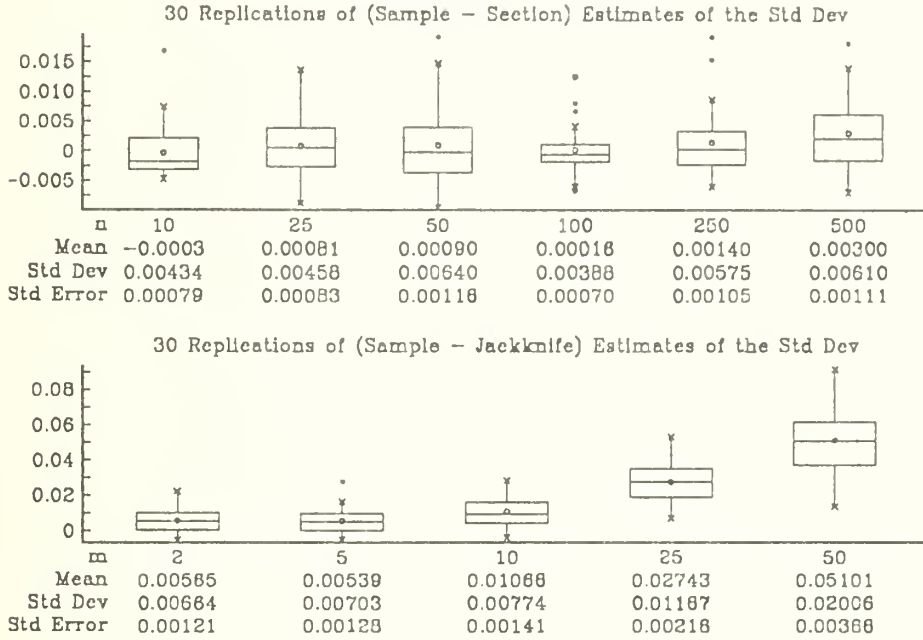 30 Replications of (Sample - Section) Estimates of the Std Dev
0.015
0.010
0.005
0
-0.005
n 10 25 50 100 250 500
Mean -0.0003 0.00081 0.00090 0.00016 0.00140 0.00300
Std Dev 0.00434 0.00458 0.00640 0.00386 0.00575 0.00610
Std Error 0.00079 0.00083 0.00116 0.00070 0.00105 0.00111
30 Replications of (Sample - Jackknife) Estimates of the Std Dev
0.08
0.06
0.04
0.02
0
m 2 5 10 25 50
Mean 0.00565 0.00539 0.01068 0.02743 0.05101
Std Dev 0.00664 0.00703 0.00774 0.01187 0.02006
Std Error 0.00121 0.00128 0.00141 0.00216 0.00366